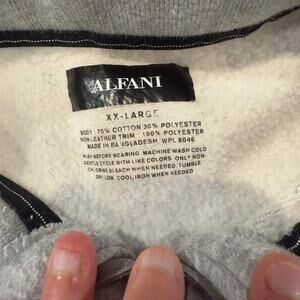 ALFANI
XX-LARGE
BODY : 70% COTTON 30% POLYESTER
NON-LEATHER TRIM : 100% POLYESTER
MADE IN BANGLADESH WPL 8046
WASH BEFORE WEARING. MACHINE WASH COLD
GENTLE CYCLE WITH LIKE COLORS. ONLY NON-
CHLORINE BLEACH WHEN NEEDED. TUMBLE
DRY LOW. COOL IRON WHEN NEEDED